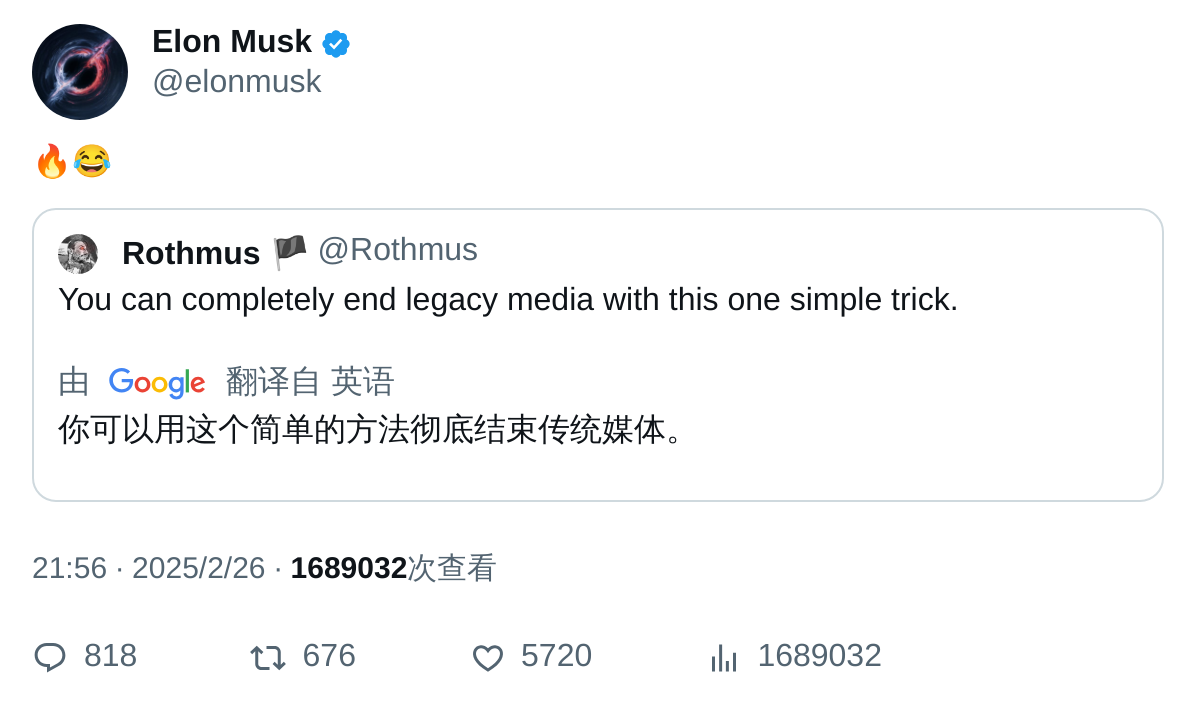 Elon Musk
@elonmusk
🔥😂
Rothmus 🏴 @Rothmus
You can completely end legacy media with this one simple trick.
由 Google 翻译自 英语
你可以用这个简单的方法彻底结束传统媒体。
21:56 · 2025/2/26 · 1689032次查看
818 676 5720 1689032